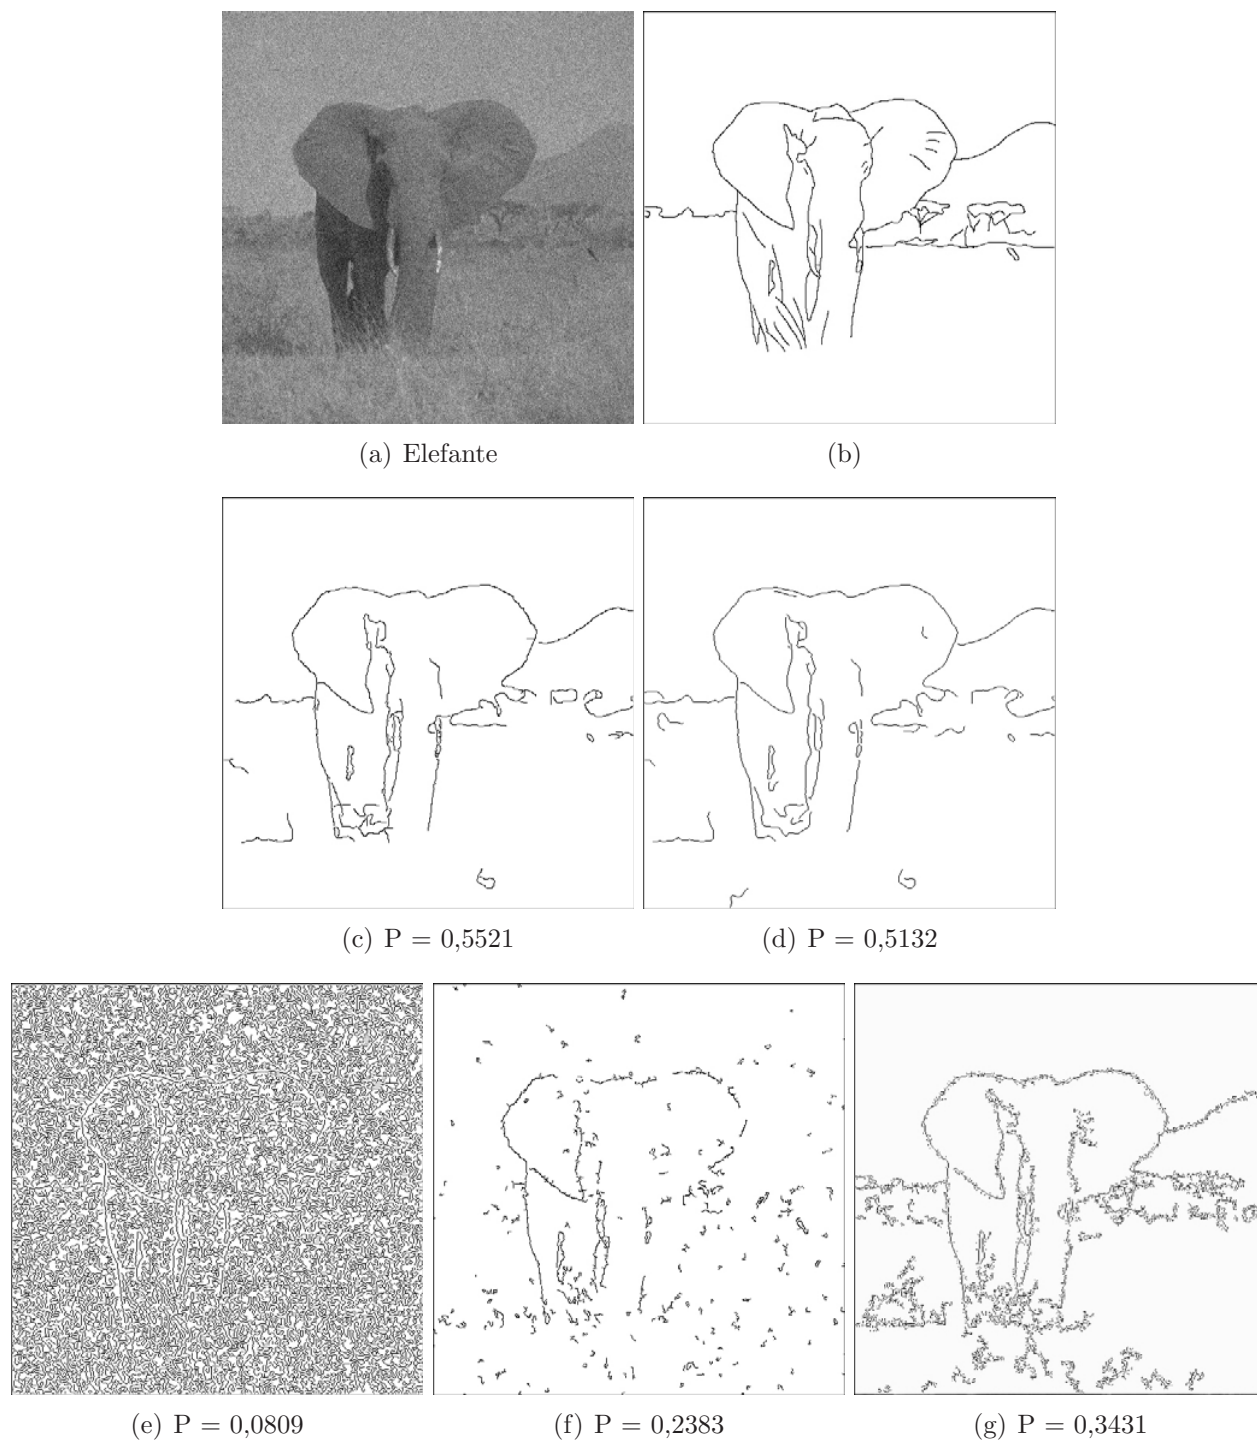 (a) Elefante
(b)
(c) P = 0,5521
(d) P = 0,5132
(e) P = 0,0809
(f) P = 0,2383
(g) P = 0,3431